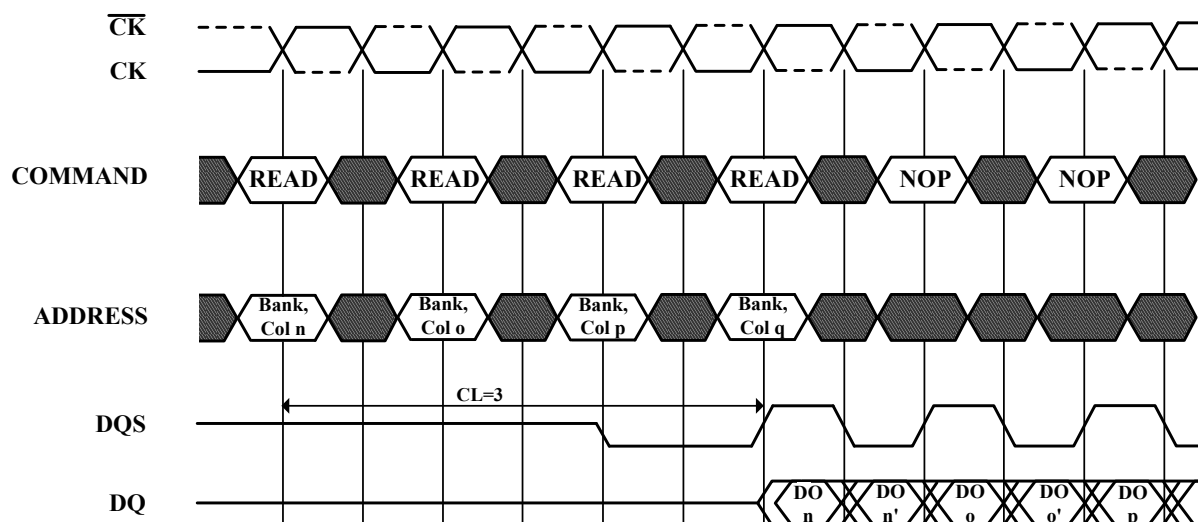 CK
CK
COMMAND READ READ READ READ NOP NOP
ADDRESS Bank, Col n Bank, Col o Bank, Col p Bank, Col q
CL=3
DQS
DQ DO n DO n' DO o DO o' DO p